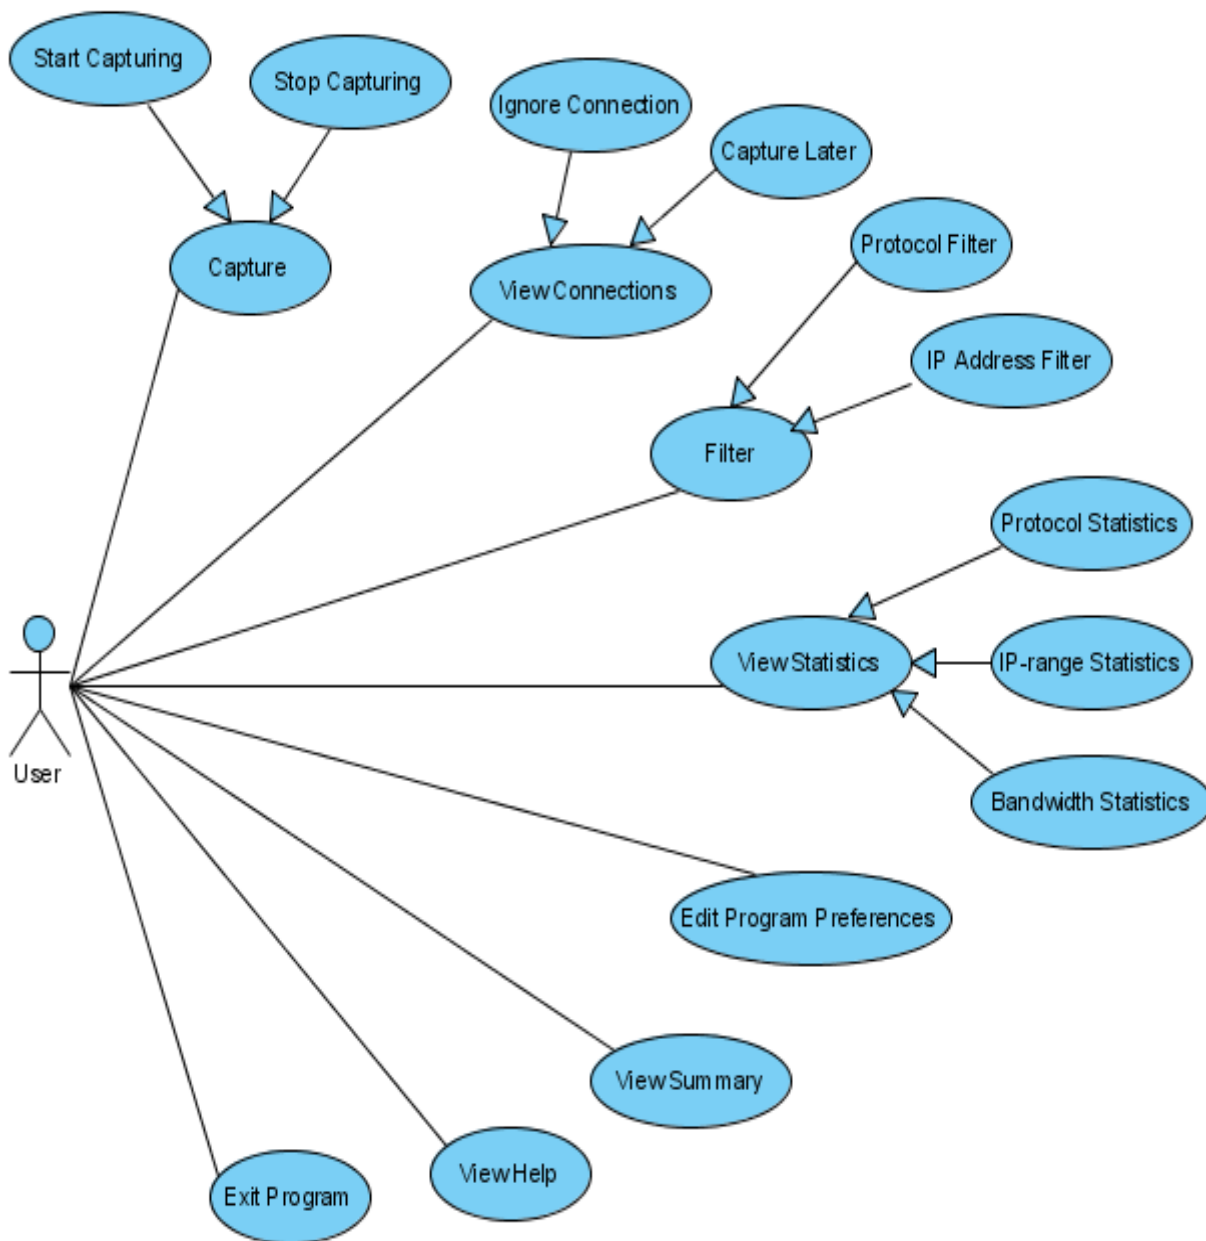 Start Capturing
Stop Capturing
Ignore Connection
Capture Later
Protocol Filter
Capture
View Connections
IP Address Filter
Filter
Protocol Statistics
View Statistics
IP-range Statistics
User
Bandwidth Statistics
Edit Program Preferences
View Summary
View Help
Exit Program